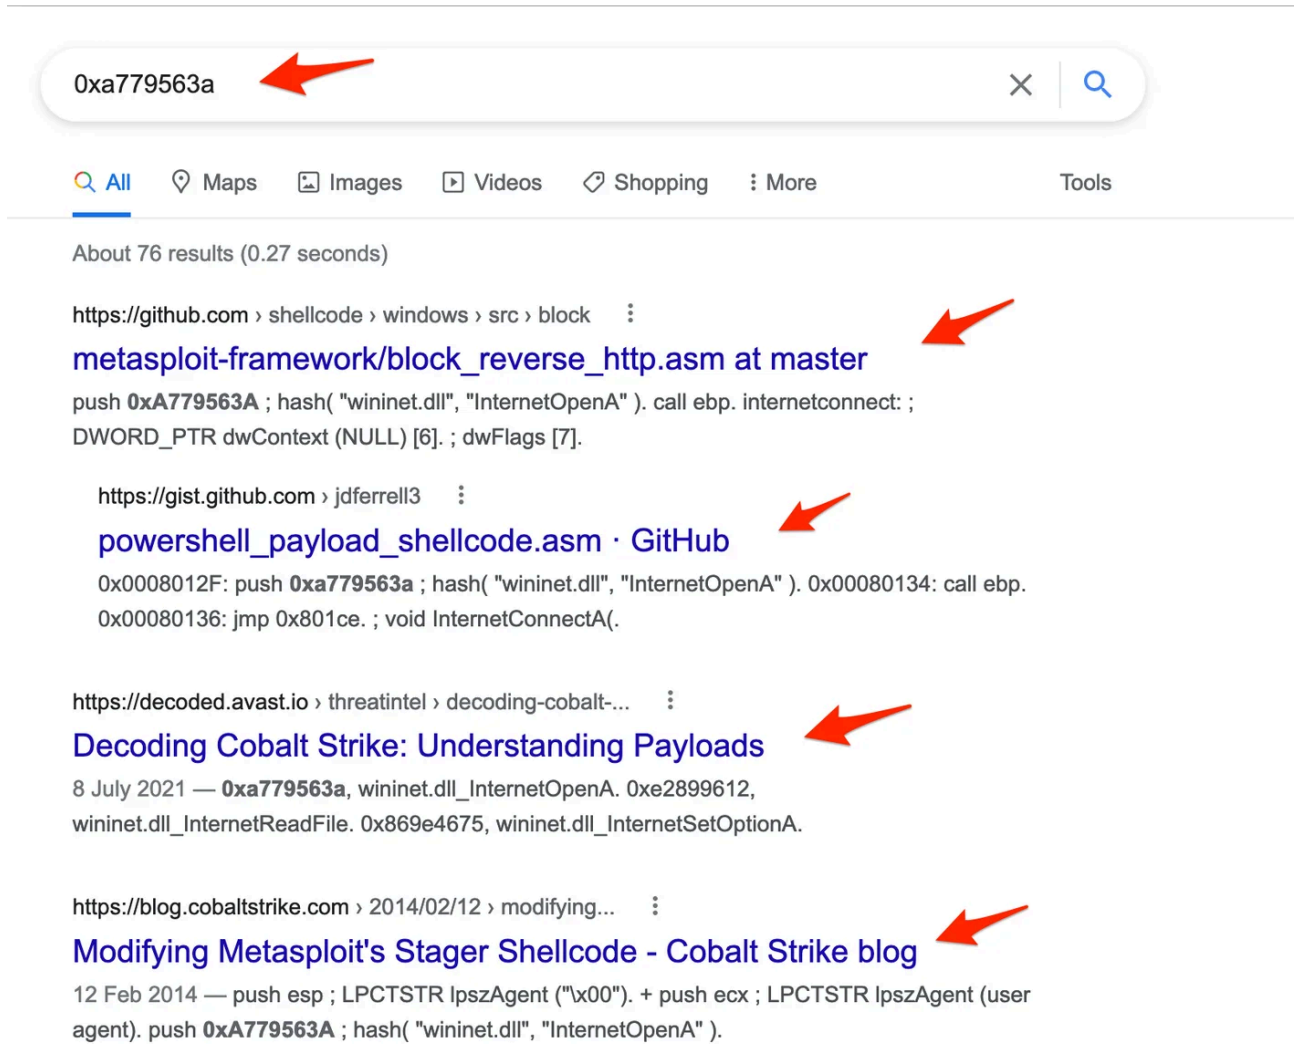 0xa779563a
All Maps Images Videos Shopping More Tools
About 76 results (0.27 seconds)
https://github.com › shellcode › windows › src › block
metasploit-framework/block_reverse_http.asm at master
push 0xA779563A ; hash( "wininet.dll", "InternetOpenA" ). call ebp. internetconnect: ;
DWORD_PTR dwContext (NULL) [6]. ; dwFlags [7].
https://gist.github.com › jdferrell3
powershell_payload_shellcode.asm · GitHub
0x0008012F: push 0xa779563a ; hash( "wininet.dll", "InternetOpenA" ). 0x00080134: call ebp.
0x00080136: jmp 0x801ce. ; void InternetConnectA(.
https://decoded.avast.io › threatintel › decoding-cobalt-...
Decoding Cobalt Strike: Understanding Payloads
8 July 2021 — 0xa779563a, wininet.dll_InternetOpenA. 0xe2899612,
wininet.dll_InternetReadFile. 0x869e4675, wininet.dll_InternetSetOptionA.
https://blog.cobaltstrike.com › 2014/02/12 › modifying...
Modifying Metasploit's Stager Shellcode - Cobalt Strike blog
12 Feb 2014 — push esp ; LPCTSTR lpszAgent ("\x00"). + push ecx ; LPCTSTR lpszAgent (user
agent). push 0xA779563A ; hash( "wininet.dll", "InternetOpenA" ).